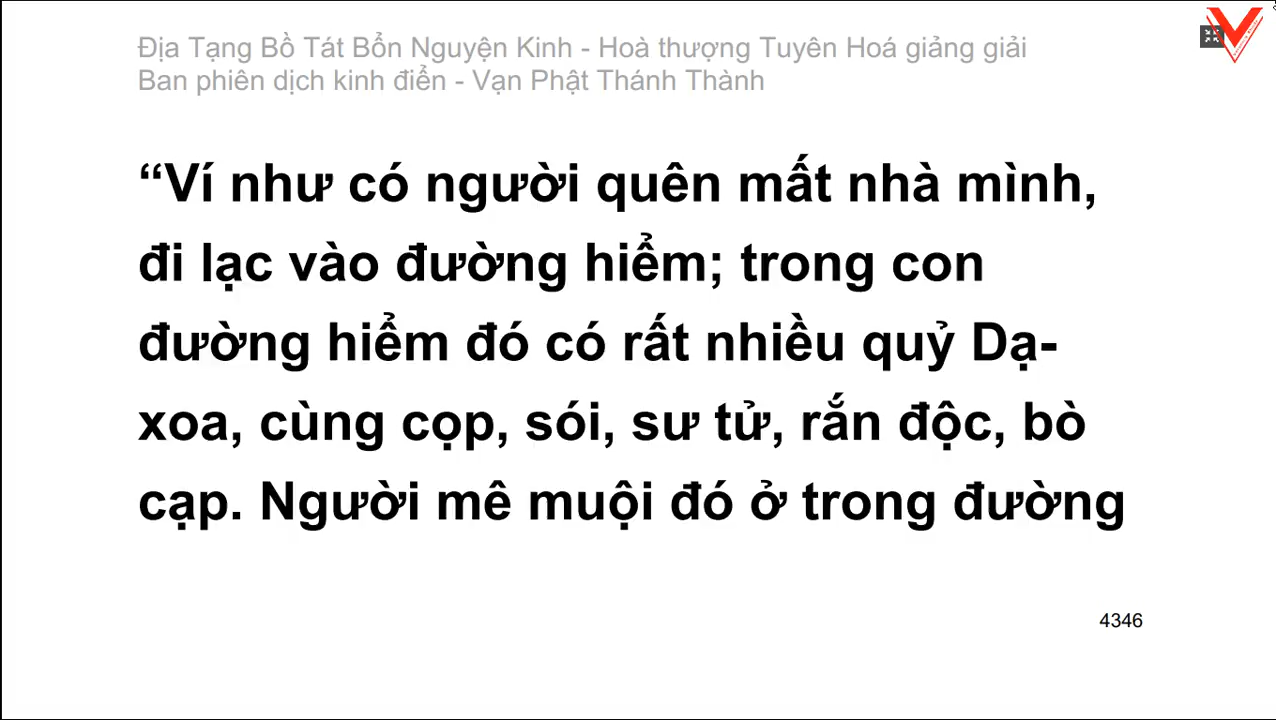 Địa Tạng Bồ Tát Bổn Nguyện Kinh - Hoà thượng Tuyên Hoá giảng giải
Ban phiên dịch kinh điển - Vạn Phật Thánh Thành
“Ví như có người quên mất nhà mình,
đi lạc vào đường hiểm; trong con
đường hiểm đó có rất nhiều quỷ Dạ-
xoa, cùng cọp, sói, sư tử, rắn độc, bò
cạp. Người mê muội đó ở trong đường
4346